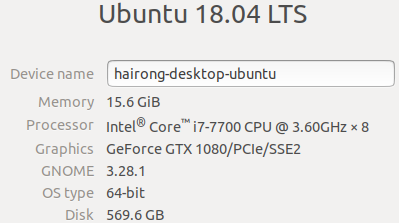 Ubuntu 18.04 LTS
Device name hairong-desktop-ubuntu
Memory 15.6 GiB
Processor Intel® Core™ i7-7700 CPU @ 3.60GHz × 8
Graphics GeForce GTX 1080/PCIe/SSE2
GNOME 3.28.1
OS type 64-bit
Disk 569.6 GB